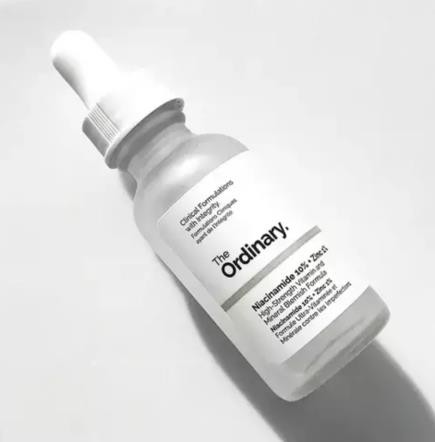 Clinical Formulations
with Integrity.
Formulations Cliniques
avant de l'intégrité
The
Ordinary.
Niacinamide 10% + Zinc 1%
High-Strength Vitamin and
Mineral Blemish Formula
Niacinamide 10% + Zinc 1%
Formule Ultra-Vitaminée et
Minérale contre les Imperfections